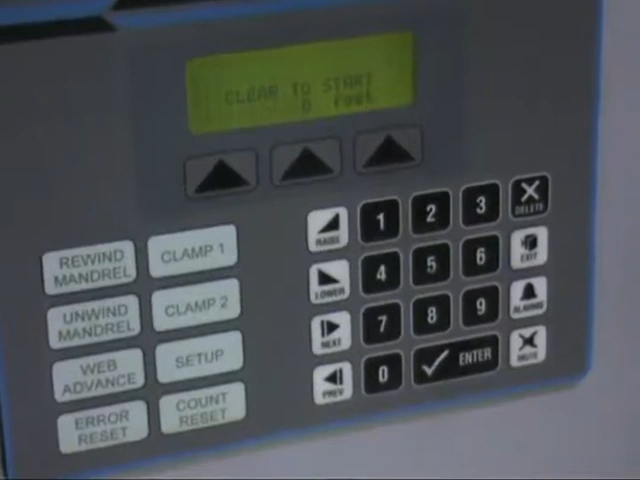 CLEAR TO START
0 Foot
REWIND
MANDREL
CLAMP 1
UNWIND
MANDREL
CLAMP 2
WEB
ADVANCE
SETUP
ERROR
RESET
COUNT
RESET
RAISE
1
2
3
DELETE
LOWER
4
5
6
EXIT
NEXT
7
8
9
ALARMS
PREV
0
ENTER
MUTE